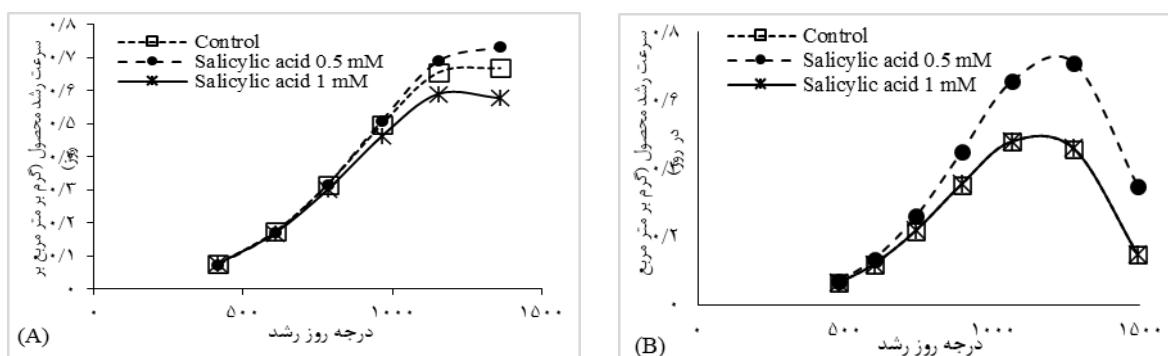 ۰/۸
۰/۷
۰/۶
۰/۵
۰/۴
۰/۳
۰/۲
۰/۱
۰
سرعت رشد محصول (گرم بر متر مربع بر
روز)
Control
Salicylic acid 0.5 mM
Salicylic acid 1 mM
۰
۵۰۰
۱۰۰۰
۱۵۰۰
درجه روز رشد
(A)
۰/۸
۰/۶
۰/۴
۰/۲
۰
سرعت رشد محصول (گرم بر متر مربع
در روز)
Control
Salicylic acid 0.5 mM
Salicylic acid 1 mM
۰
۵۰۰
۱۰۰۰
۱۵۰۰
درجه روز رشد
(B)